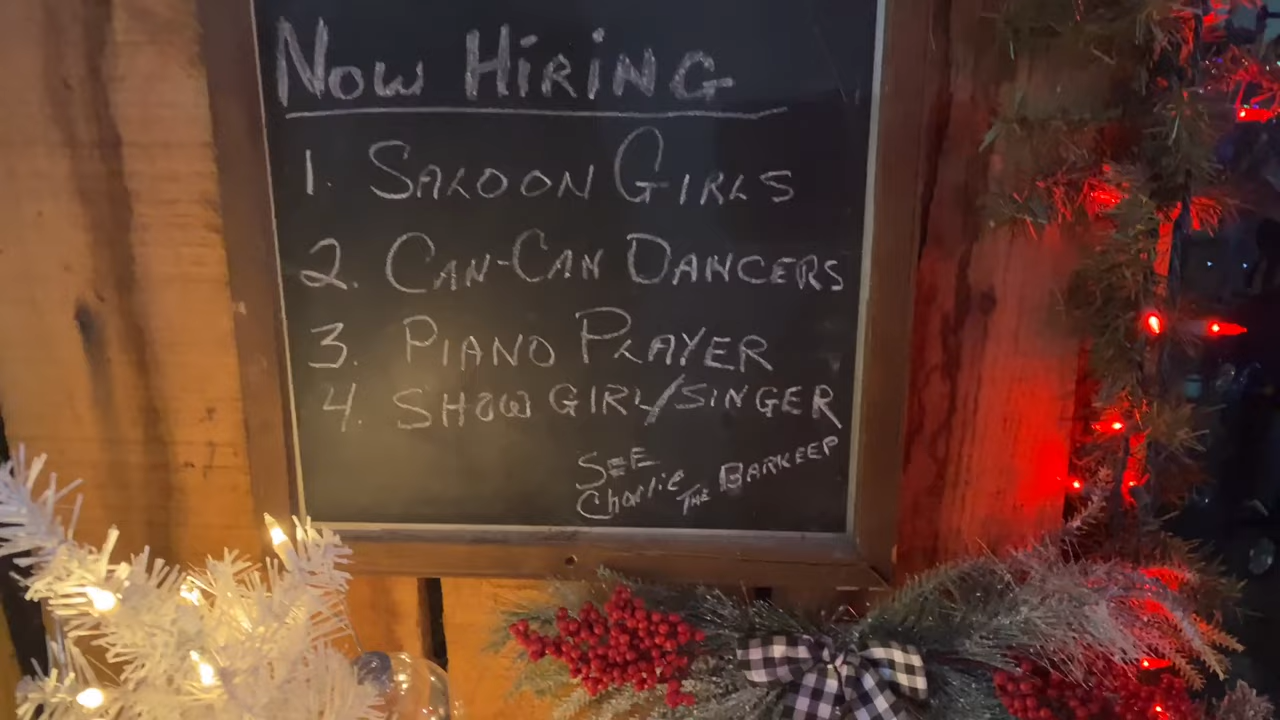 Now Hiring
1. Saloon Girls
2. Can-Can Dancers
3. Piano Player
4. Show Girl/Singer
See
Charlie The Barkeep